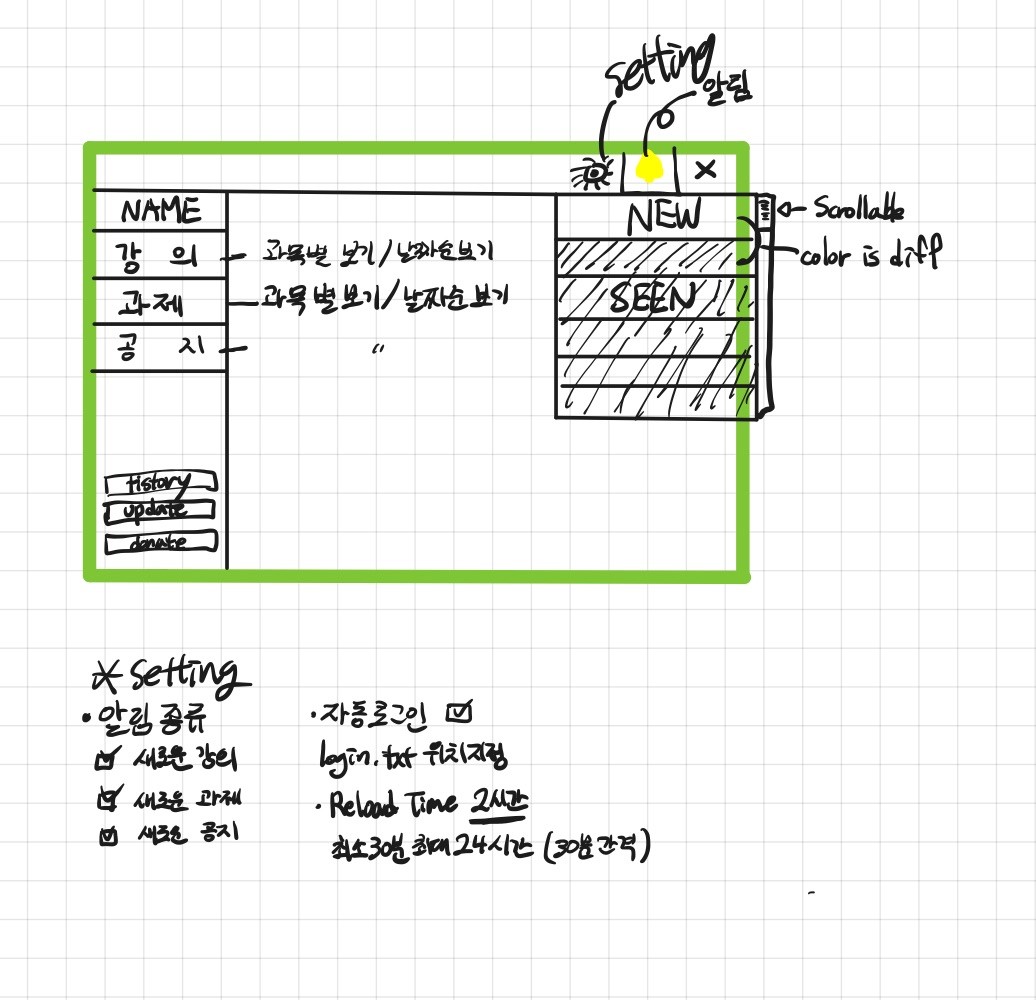 setting
알림
×
NAME
NEW
Scrollable
강 의
과목별 보기/날짜순보기
color is diff
과제
과목별보기/날짜순 보기
SEEN
공 지
〃
tistory
update
donate
* setting
• 알림 종류
☑ 새로운 강의
☑ 새로운 과제
☑ 새로운 공지
• 자동로그인 ☑
login.txt 위치지정
• Reload Time 2시간
최소30분 최대 24시간 (30분 간격)